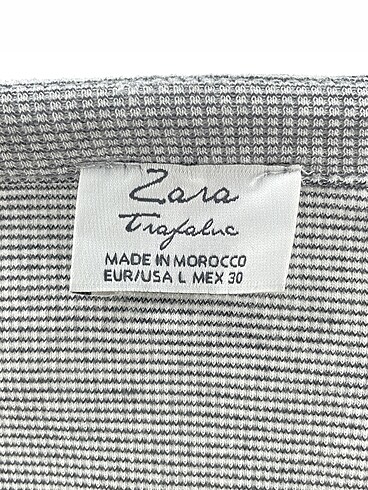 Zara
Trafaluc
MADE IN MOROCCO
EUR/USA L MEX 30